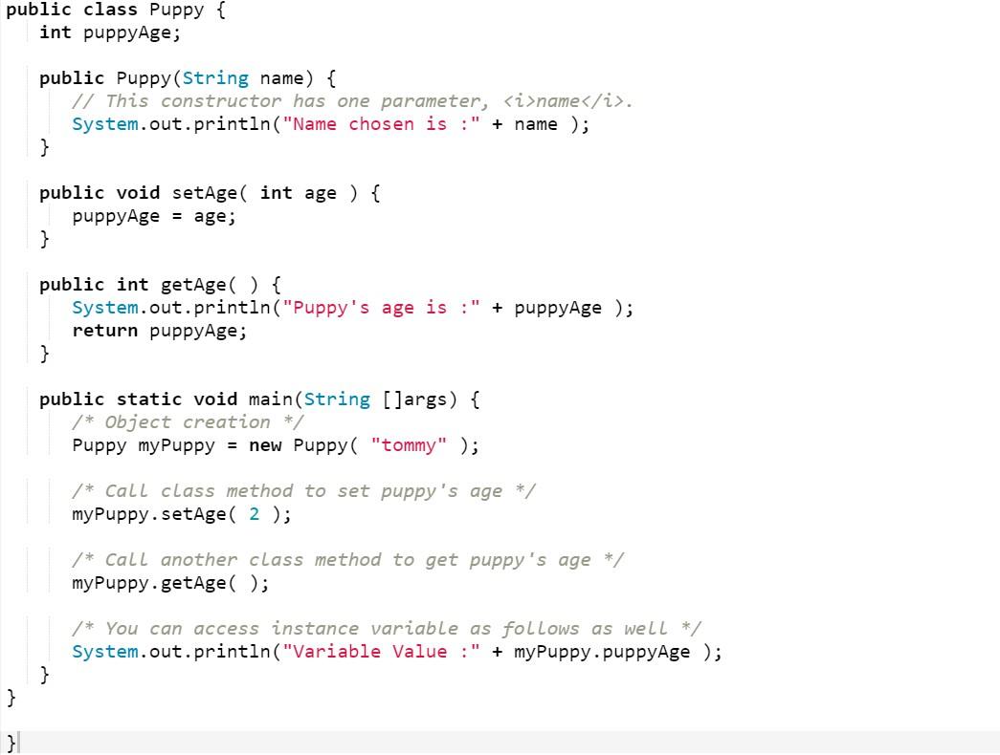 public class Puppy {
int puppyAge;
public Puppy(String name) {
// This constructor has one parameter, <i>name</i>.
System.out.println("Name chosen is :" + name );
}
public void setAge( int age ) {
puppyAge = age;
}
public int getAge( ) {
System.out.println("Puppy's age is :" + puppyAge );
return puppyAge;
}
public static void main(String []args) {
/* Object creation */
Puppy myPuppy = new Puppy( "tommy" );
/* Call class method to set puppy's age */
myPuppy.setAge( 2 );
/* Call another class method to get puppy's age */
myPuppy.getAge( );
/* You can access instance variable as follows as well */
System.out.println("Variable Value :" + myPuppy.puppyAge );
}
}
}